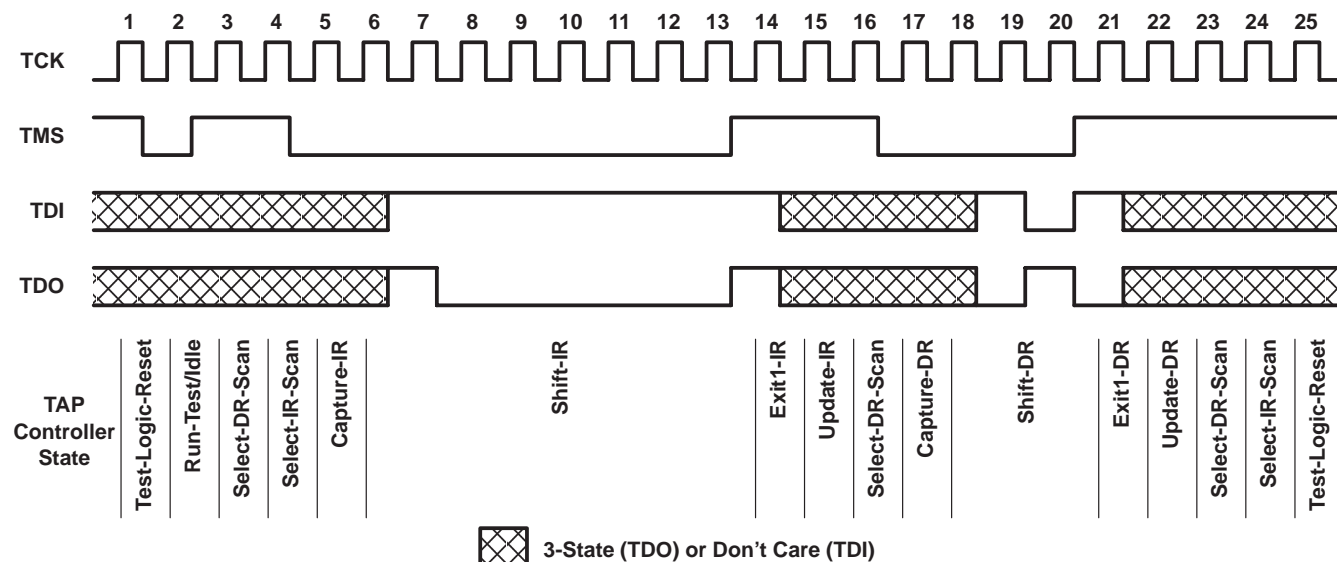 1 2 3 4 5 6 7 8 9 10 11 12 13 14 15 16 17 18 19 20 21 22 23 24 25
TCK
TMS
TDI
TDO
TAP
Controller
State
Test-Logic-Reset
Run-Test/Idle
Select-DR-Scan
Select-IR-Scan
Capture-IR
Shift-IR
Exit1-IR
Update-IR
Select-DR-Scan
Capture-DR
Shift-DR
Exit1-DR
Update-DR
Select-DR-Scan
Select-IR-Scan
Test-Logic-Reset
3-State (TDO) or Don’t Care (TDI)